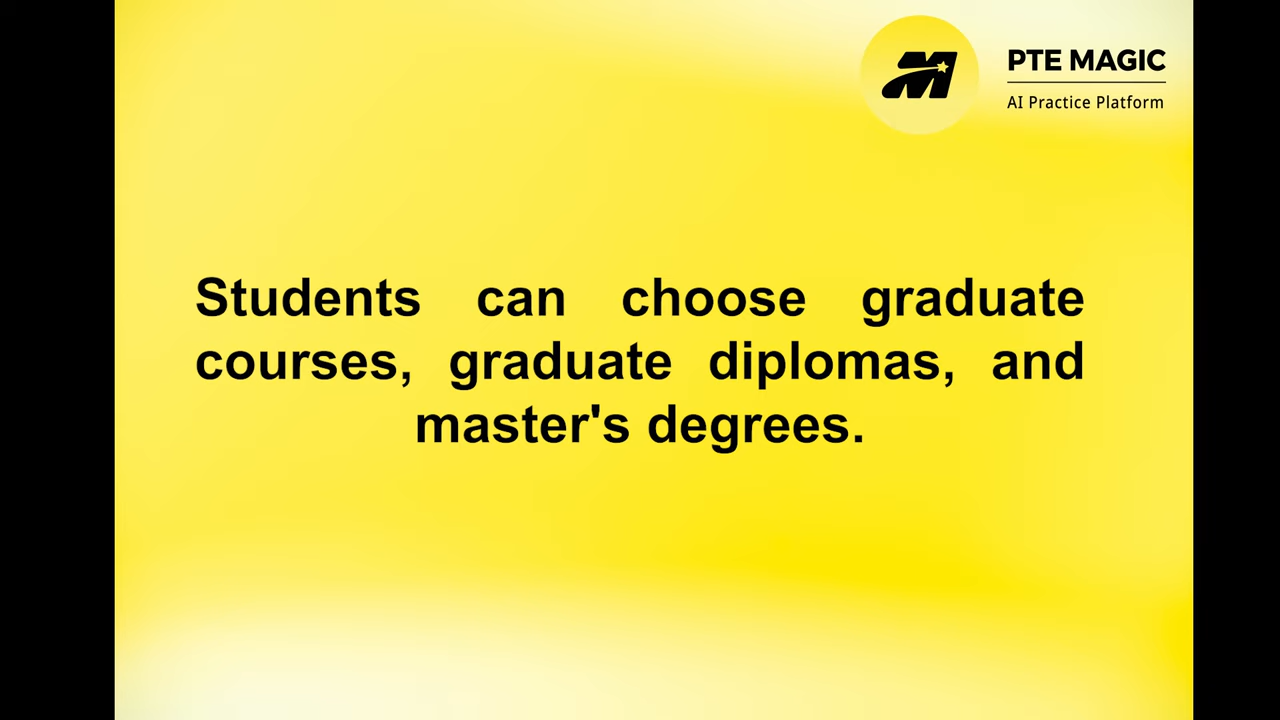 PTE MAGIC
AI Practice Platform
Students can choose graduate
courses, graduate diplomas, and
master's degrees.